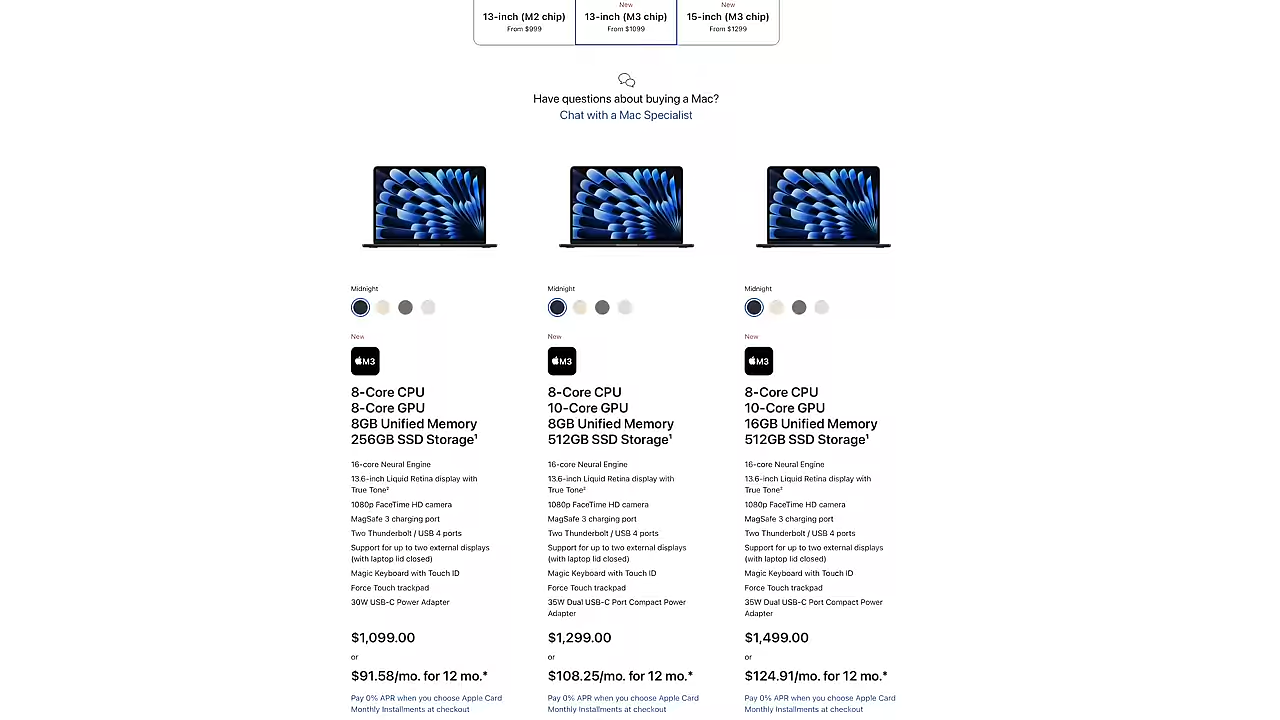 New
New
13-inch (M2 chip)
13-inch (M3 chip)
15-inch (M3 chip)
From $999
From $1099
From $1299
Have questions about buying a Mac?
Chat with a Mac Specialist
Midnight
New
M3
8-Core CPU
8-Core GPU
8GB Unified Memory
256GB SSD Storage¹
16-core Neural Engine
13.6-inch Liquid Retina display with
True Tone²
1080p FaceTime HD camera
MagSafe 3 charging port
Two Thunderbolt / USB 4 ports
Support for up to two external displays
(with laptop lid closed)
Magic Keyboard with Touch ID
Force Touch trackpad
30W USB-C Power Adapter
$1,099.00
or
$91.58/mo. for 12 mo.*
Pay 0% APR when you choose Apple Card
Monthly Installments at checkout
Midnight
New
M3
8-Core CPU
10-Core GPU
8GB Unified Memory
512GB SSD Storage¹
16-core Neural Engine
13.6-inch Liquid Retina display with
True Tone²
1080p FaceTime HD camera
MagSafe 3 charging port
Two Thunderbolt / USB 4 ports
Support for up to two external displays
(with laptop lid closed)
Magic Keyboard with Touch ID
Force Touch trackpad
35W Dual USB-C Port Compact Power
Adapter
$1,299.00
or
$108.25/mo. for 12 mo.*
Pay 0% APR when you choose Apple Card
Monthly Installments at checkout
Midnight
New
M3
8-Core CPU
10-Core GPU
16GB Unified Memory
512GB SSD Storage¹
16-core Neural Engine
13.6-inch Liquid Retina display with
True Tone²
1080p FaceTime HD camera
MagSafe 3 charging port
Two Thunderbolt / USB 4 ports
Support for up to two external displays
(with laptop lid closed)
Magic Keyboard with Touch ID
Force Touch trackpad
35W Dual USB-C Port Compact Power
Adapter
$1,499.00
or
$124.91/mo. for 12 mo.*
Pay 0% APR when you choose Apple Card
Monthly Installments at checkout